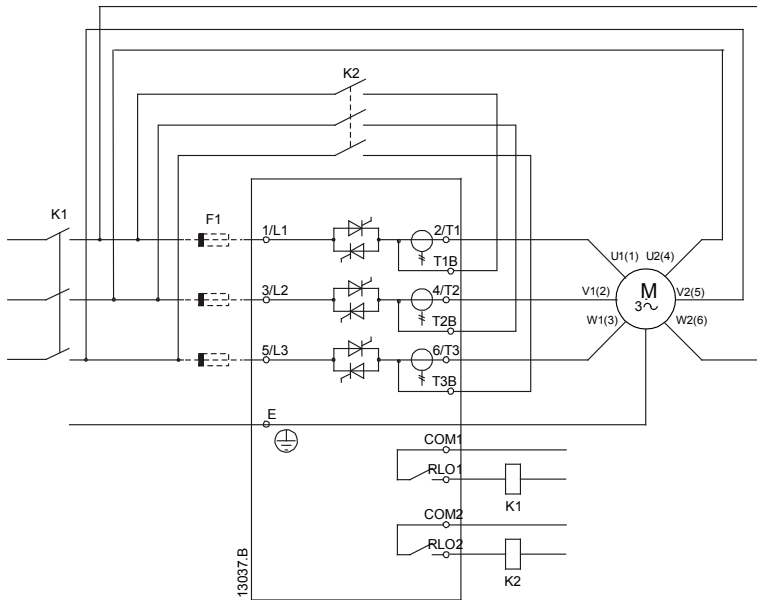 K2
K1
F1
1/L1
2/T1
T1B
U1(1) U2(4)
3/L2
4/T2
T2B
V1(2)
M
3~
V2(5)
W1(3)
W2(6)
5/L3
6/T3
T3B
E
COM1
RLO1
K1
COM2
RLO2
K2
13037.B